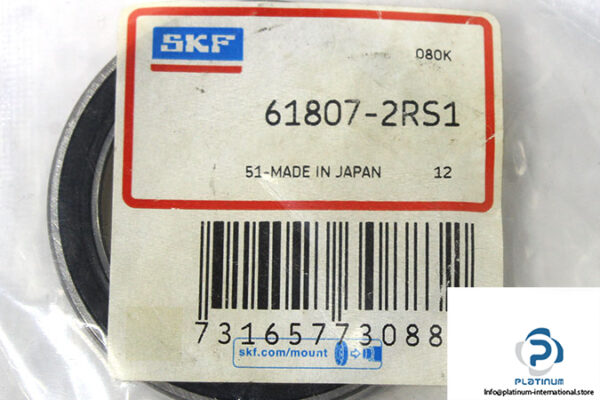 SKF
080K
61807-2RS1
51-MADE IN JAPAN 12
73165773088
skf.com/mount
PLATINUM
Info@platinum-international.store